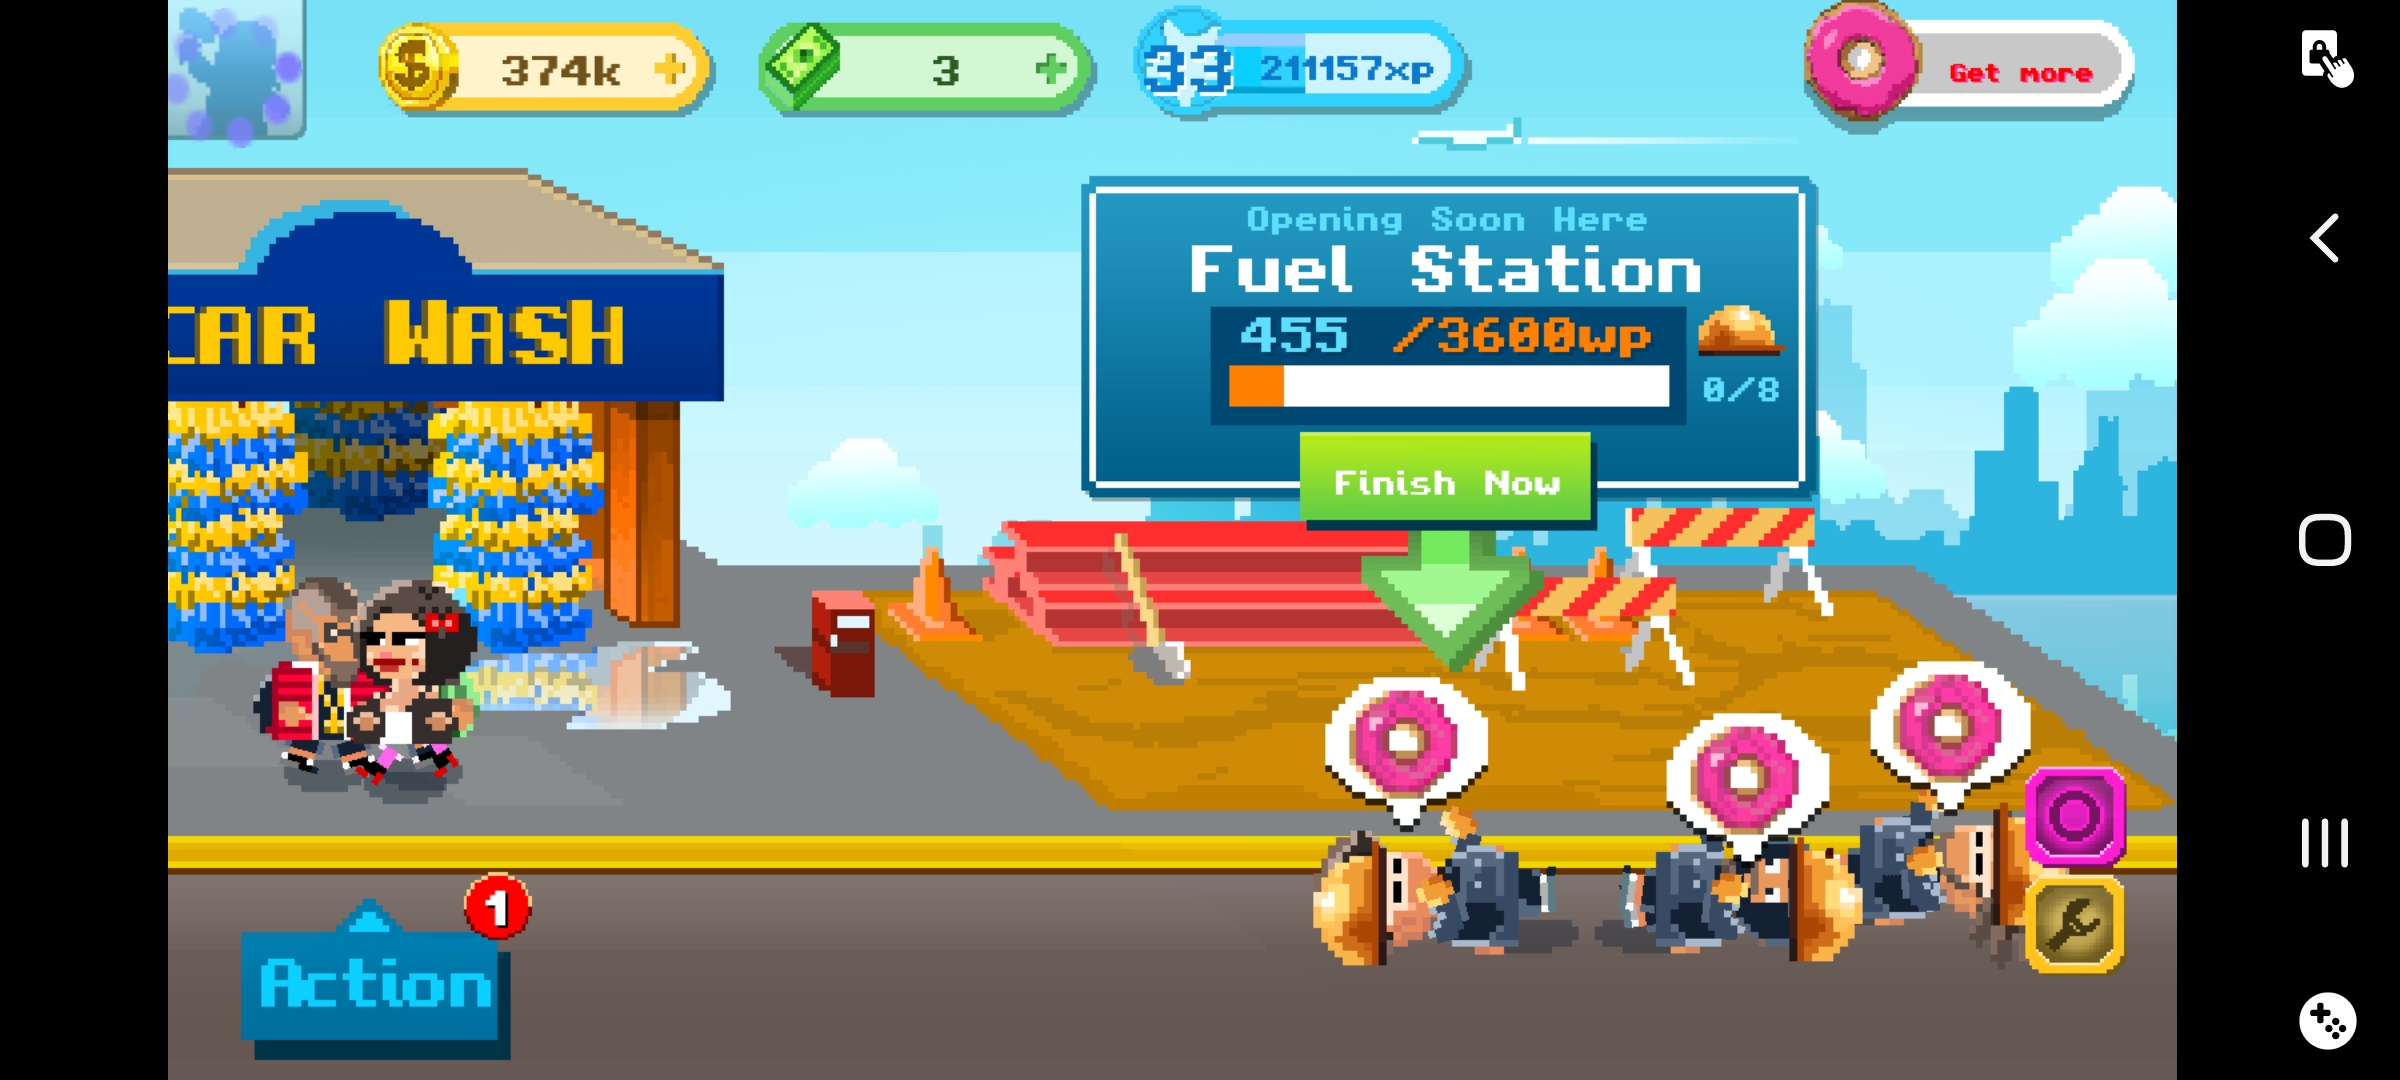 374k
3
33
211157xp
Get more
Opening Soon Here
Fuel Station
455 /3600wp
0/8
Finish Now
CAR WASH
1
Action